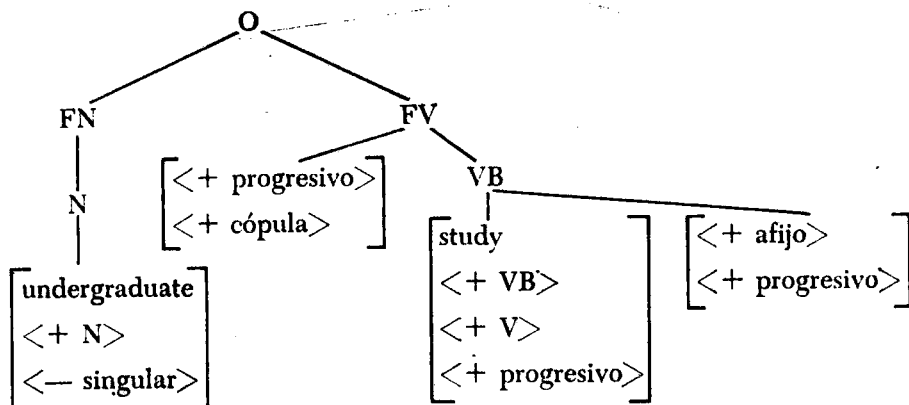 O
FN
FV
N
<+ progresivo>
<+ cópula>
VB
undergraduate
<+ N>
<— singular>
study
<+ VB>
<+ V>
<+ progresivo>
<+ afijo>
<+ progresivo>